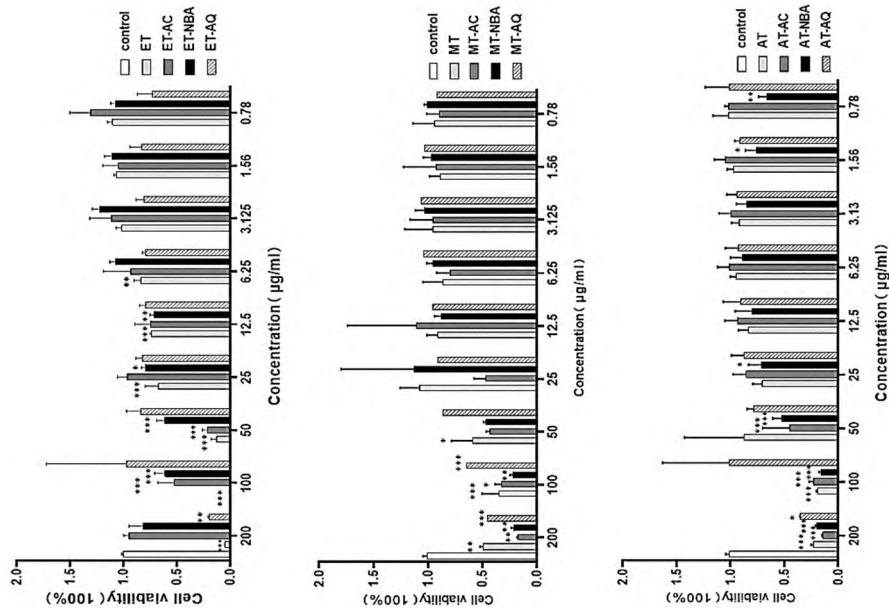 control
ET
ET-AC
ET-NBA
ET-AQ
Cell viability(100%)
2.0
1.5
1.0
0.5
0.0
200
100
50
25
12.5
6.25
3.125
1.56
0.78
Concentration( μg/ml)
control
MT
MT-AC
MT-NBA
MT-AQ
Cell viability(100%)
2.0
1.5
1.0
0.5
0.0
200
100
50
25
12.5
6.25
3.125
1.56
0.78
Concentration( μg/ml)
control
AT
AT-AC
AT-NBA
AT-AQ
Cell viability(100%)
2.0
1.5
1.0
0.5
0.0
200
100
50
25
12.5
6.25
3.13
1.56
0.78
Concentration( μg/ml)